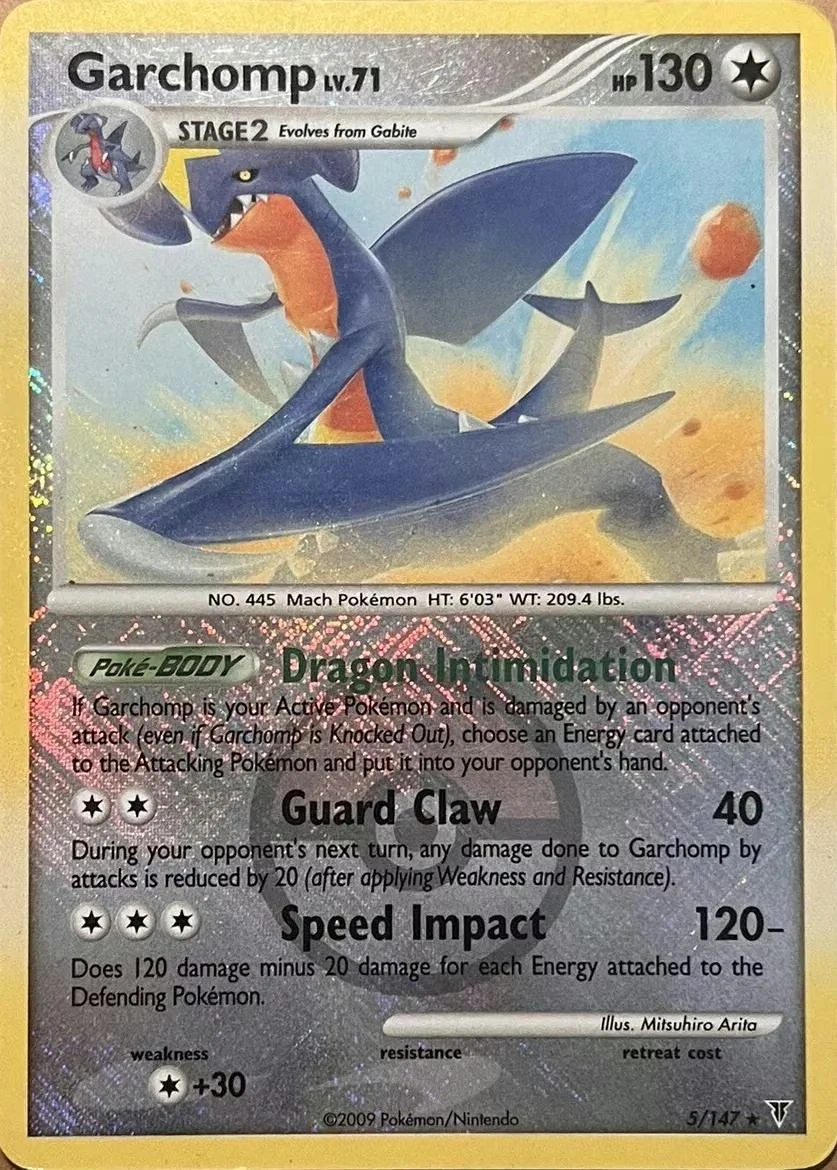 Garchomp LV.71 HP 130
STAGE 2 Evolves from Gabite
NO. 445 Mach Pokémon HT: 6'03" WT: 209.4 lbs.
Poké-BODY Dragon Intimidation
If Garchomp is your Active Pokémon and is damaged by an opponent's
attack (even if Garchomp is Knocked Out), choose an Energy card attached
to the Attacking Pokémon and put it into your opponent's hand.
Guard Claw 40
During your opponent's next turn, any damage done to Garchomp by
attacks is reduced by 20 (after applying Weakness and Resistance).
Speed Impact 120-
Does 120 damage minus 20 damage for each Energy attached to the
Defending Pokémon.
Illus. Mitsuhiro Arita
weakness resistance retreat cost
+30
©2009 Pokémon/Nintendo 5/147 ★